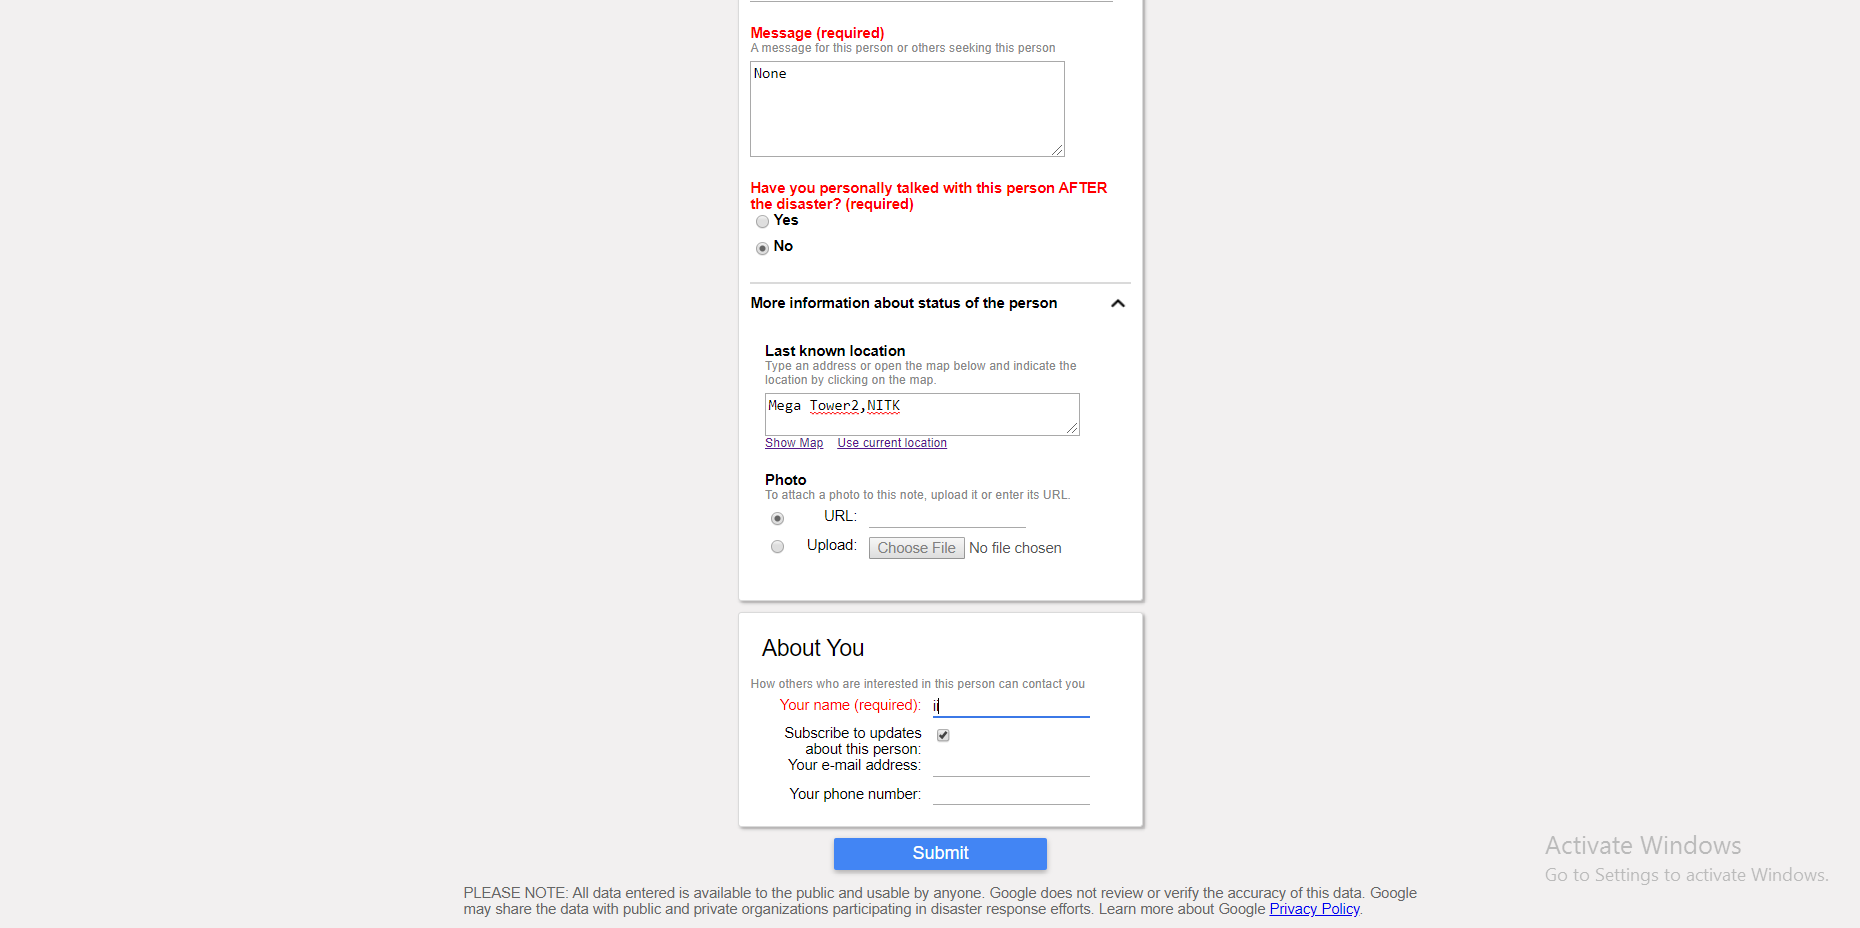 Message (required)
A message for this person or others seeking this person
None
Have you personally talked with this person AFTER
the disaster? (required)
Yes
No
More information about status of the person
Last known location
Type an address or open the map below and indicate the
location by clicking on the map.
Mega Tower2,NITK
Show Map Use current location
Photo
To attach a photo to this note, upload it or enter its URL.
URL:
Upload: Choose File No file chosen
About You
How others who are interested in this person can contact you
Your name (required): ii
Subscribe to updates
about this person:
Your e-mail address:
Your phone number:
Submit
Activate Windows
Go to Settings to activate Windows.
PLEASE NOTE: All data entered is available to the public and usable by anyone. Google does not review or verify the accuracy of this data. Google
may share the data with public and private organizations participating in disaster response efforts. Learn more about Google Privacy Policy.